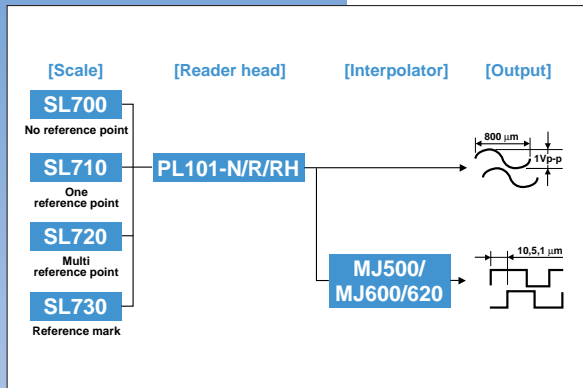 [Scale] [Reader head] [Interpolator] [Output]
SL700
No reference point
SL710
One
reference point
SL720
Multi
reference point
SL730
Reference mark
PL101-N/R/RH
MJ500/
MJ600/620
800 µm
1Vp-p
10,5,1 µm